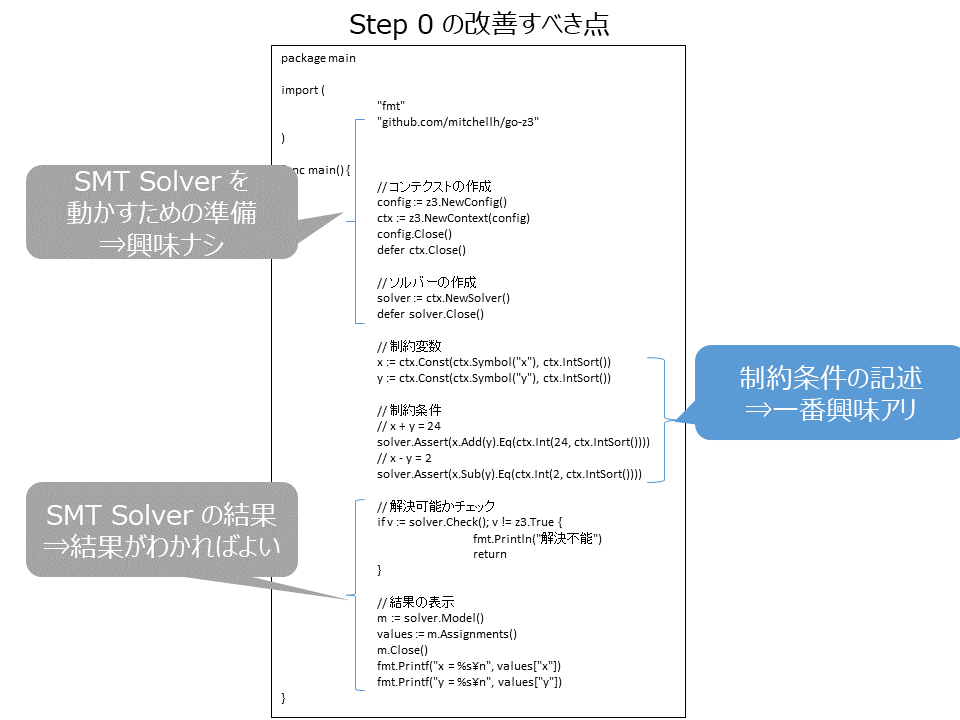 Step 0 の改善すべき点
package main
import (
"fmt"
"github.com/mitchellh/go-z3"
)
nc main() {
// コンテクストの作成
config := z3.NewConfig()
ctx := z3.NewContext(config)
config.Close()
defer ctx.Close()
// ソルバーの作成
solver := ctx.NewSolver()
defer solver.Close()
// 制約変数
x := ctx.Const(ctx.Symbol("x"), ctx.IntSort())
y := ctx.Const(ctx.Symbol("y"), ctx.IntSort())
// 制約条件
// x + y = 24
solver.Assert(x.Add(y).Eq(ctx.Int(24, ctx.IntSort())))
// x - y = 2
solver.Assert(x.Sub(y).Eq(ctx.Int(2, ctx.IntSort())))
// 解決可能かチェック
if v := solver.Check(); v != z3.True {
fmt.Println("解決不能")
return
}
// 結果の表示
m := solver.Model()
values := m.Assignments()
m.Close()
fmt.Printf("x = %s¥n", values["x"])
fmt.Printf("y = %s¥n", values["y"])
}
SMT Solver を
動かすための準備
⇒興味ナシ
制約条件の記述
⇒一番興味アリ
SMT Solver の結果
⇒結果がわかればよい